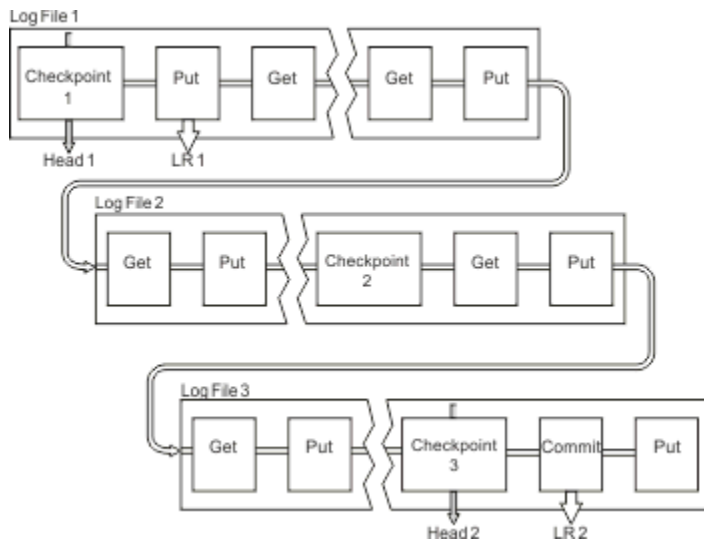 Log File 1
Checkpoint
1
Put
Get
Get
Put
Head 1
LR 1
Log File 2
Get
Put
Checkpoint
2
Get
Put
Log File 3
Get
Put
Checkpoint
3
Commit
Put
Head 2
LR 2